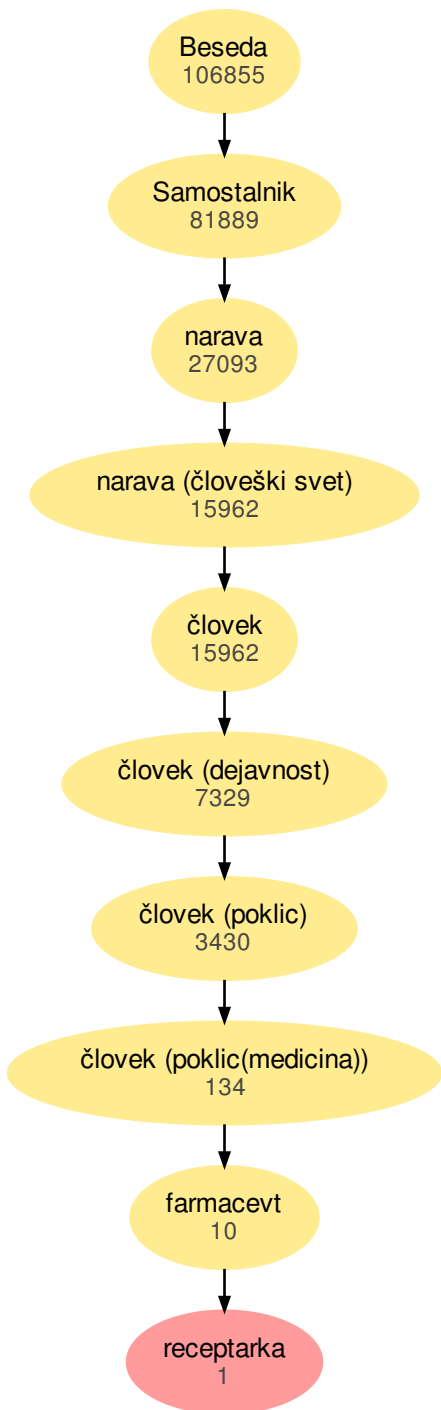 Beseda
106855
Samostalnik
81889
narava
27093
narava (človeški svet)
15962
človek
15962
človek (dejavnost)
7329
človek (poklic)
3430
človek (poklic(medicina))
134
farmacevt
10
receptarka
1